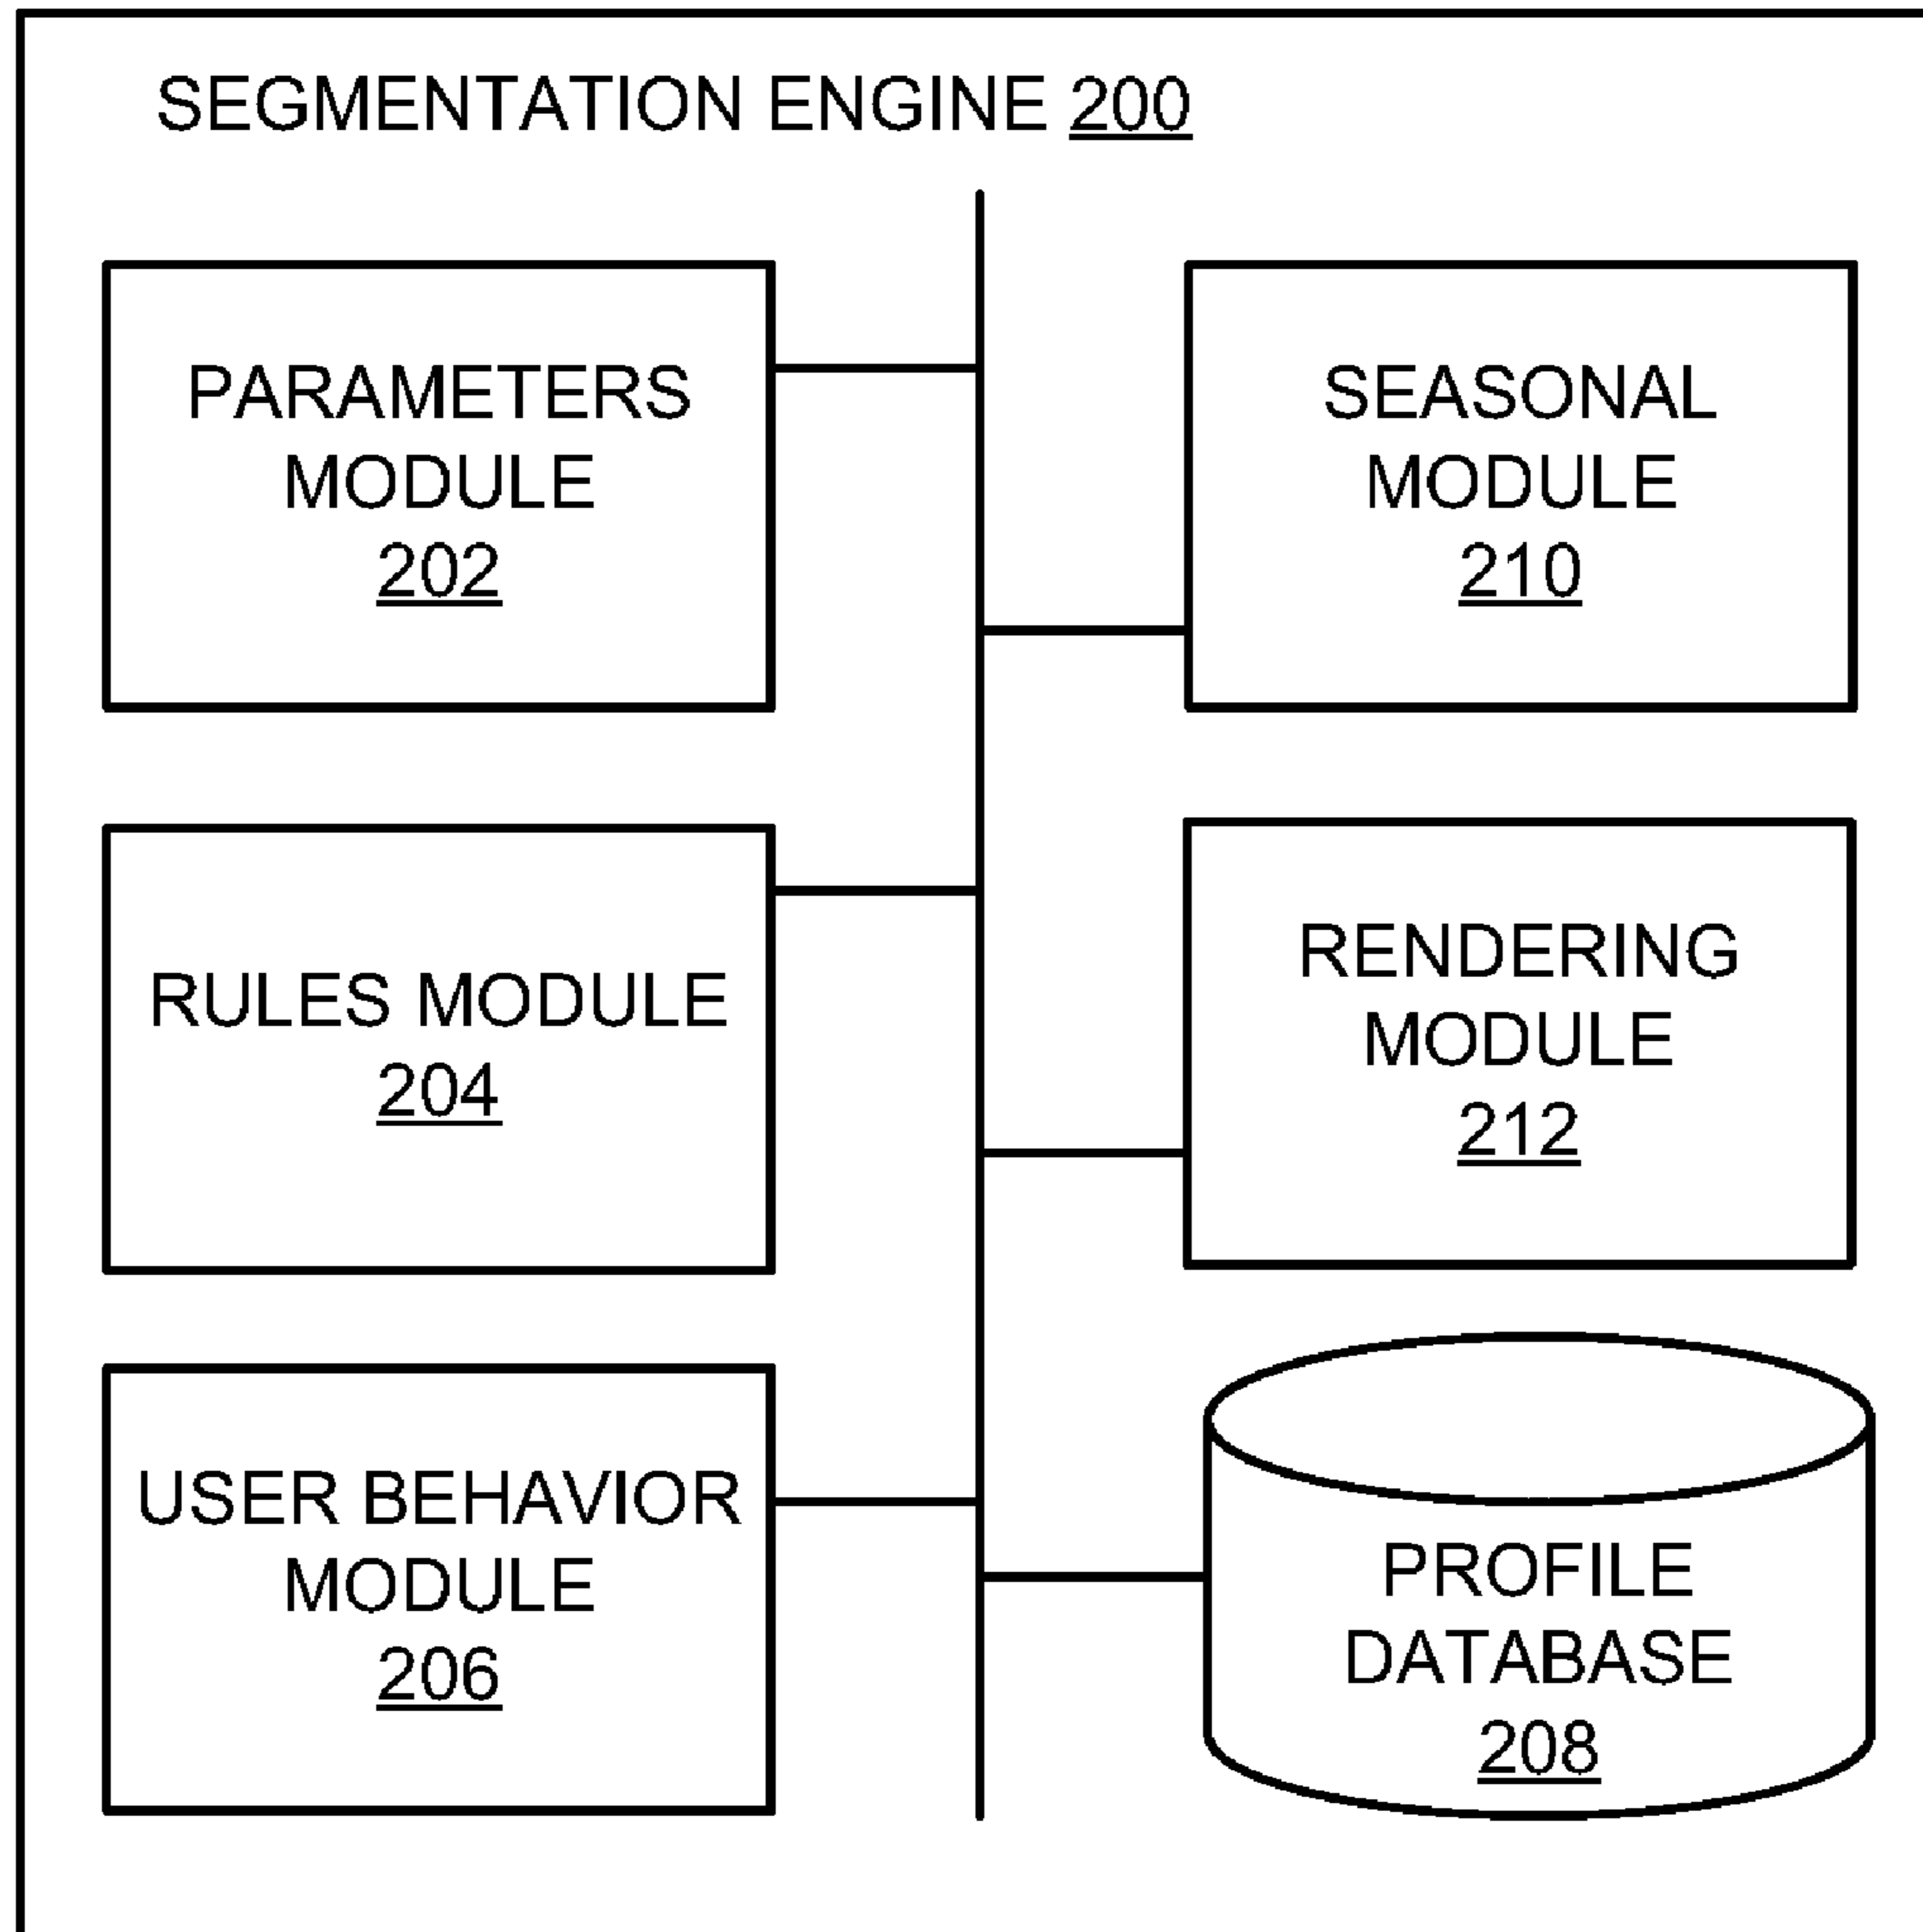 SEGMENTATION ENGINE 200
PARAMETERS
MODULE
202
SEASONAL
MODULE
210
RULES MODULE
204
RENDERING
MODULE
212
USER BEHAVIOR
MODULE
206
PROFILE
DATABASE
208